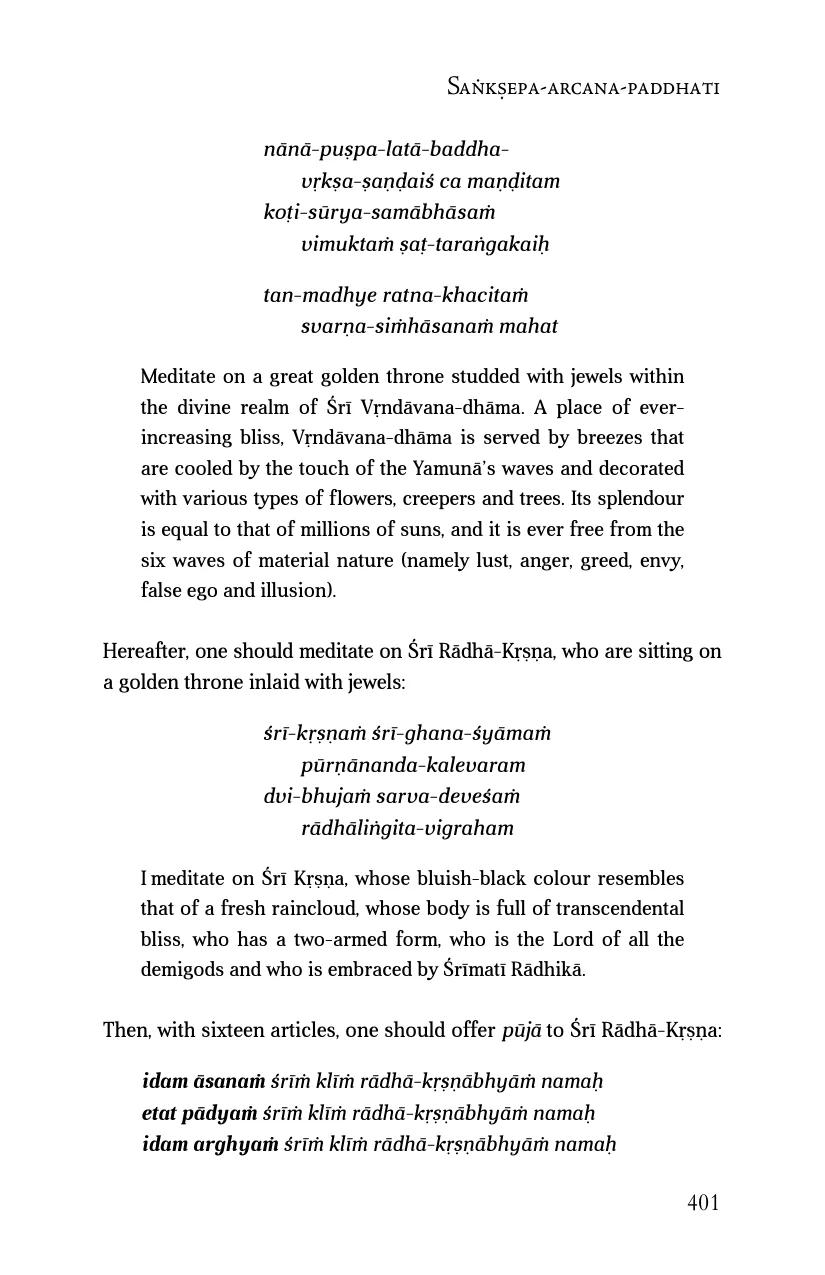 Saṅkṣepa-arcana-paddhati
nānā-puṣpa-latā-baddha-
vṛkṣa-ṣaṇḍaiś ca maṇḍitam
koṭi-sūrya-samābhāsaṁ
vimuktaṁ ṣaṭ-taraṅgakaiḥ
tan-madhye ratna-khacitaṁ
svarṇa-siṁhāsanaṁ mahat
Meditate on a great golden throne studded with jewels within
the divine realm of Śrī Vṛndāvana-dhāma. A place of ever-
increasing bliss, Vṛndāvana-dhāma is served by breezes that
are cooled by the touch of the Yamunā’s waves and decorated
with various types of flowers, creepers and trees. Its splendour
is equal to that of millions of suns, and it is ever free from the
six waves of material nature (namely lust, anger, greed, envy,
false ego and illusion).
Hereafter, one should meditate on Śrī Rādhā-Kṛṣṇa, who are sitting on
a golden throne inlaid with jewels:
śrī-kṛṣṇaṁ śrī-ghana-śyāmaṁ
pūrṇānanda-kalevaram
dvi-bhujaṁ sarva-deveśaṁ
rādhāliṅgita-vigraham
I meditate on Śrī Kṛṣṇa, whose bluish-black colour resembles
that of a fresh raincloud, whose body is full of transcendental
bliss, who has a two-armed form, who is the Lord of all the
demigods and who is embraced by Śrīmatī Rādhikā.
Then, with sixteen articles, one should offer pūjā to Śrī Rādhā-Kṛṣṇa:
idam āsanaṁ śrīṁ klīṁ rādhā-kṛṣṇābhyāṁ namaḥ
etat pādyaṁ śrīṁ klīṁ rādhā-kṛṣṇābhyāṁ namaḥ
idam arghyaṁ śrīṁ klīṁ rādhā-kṛṣṇābhyāṁ namaḥ
401